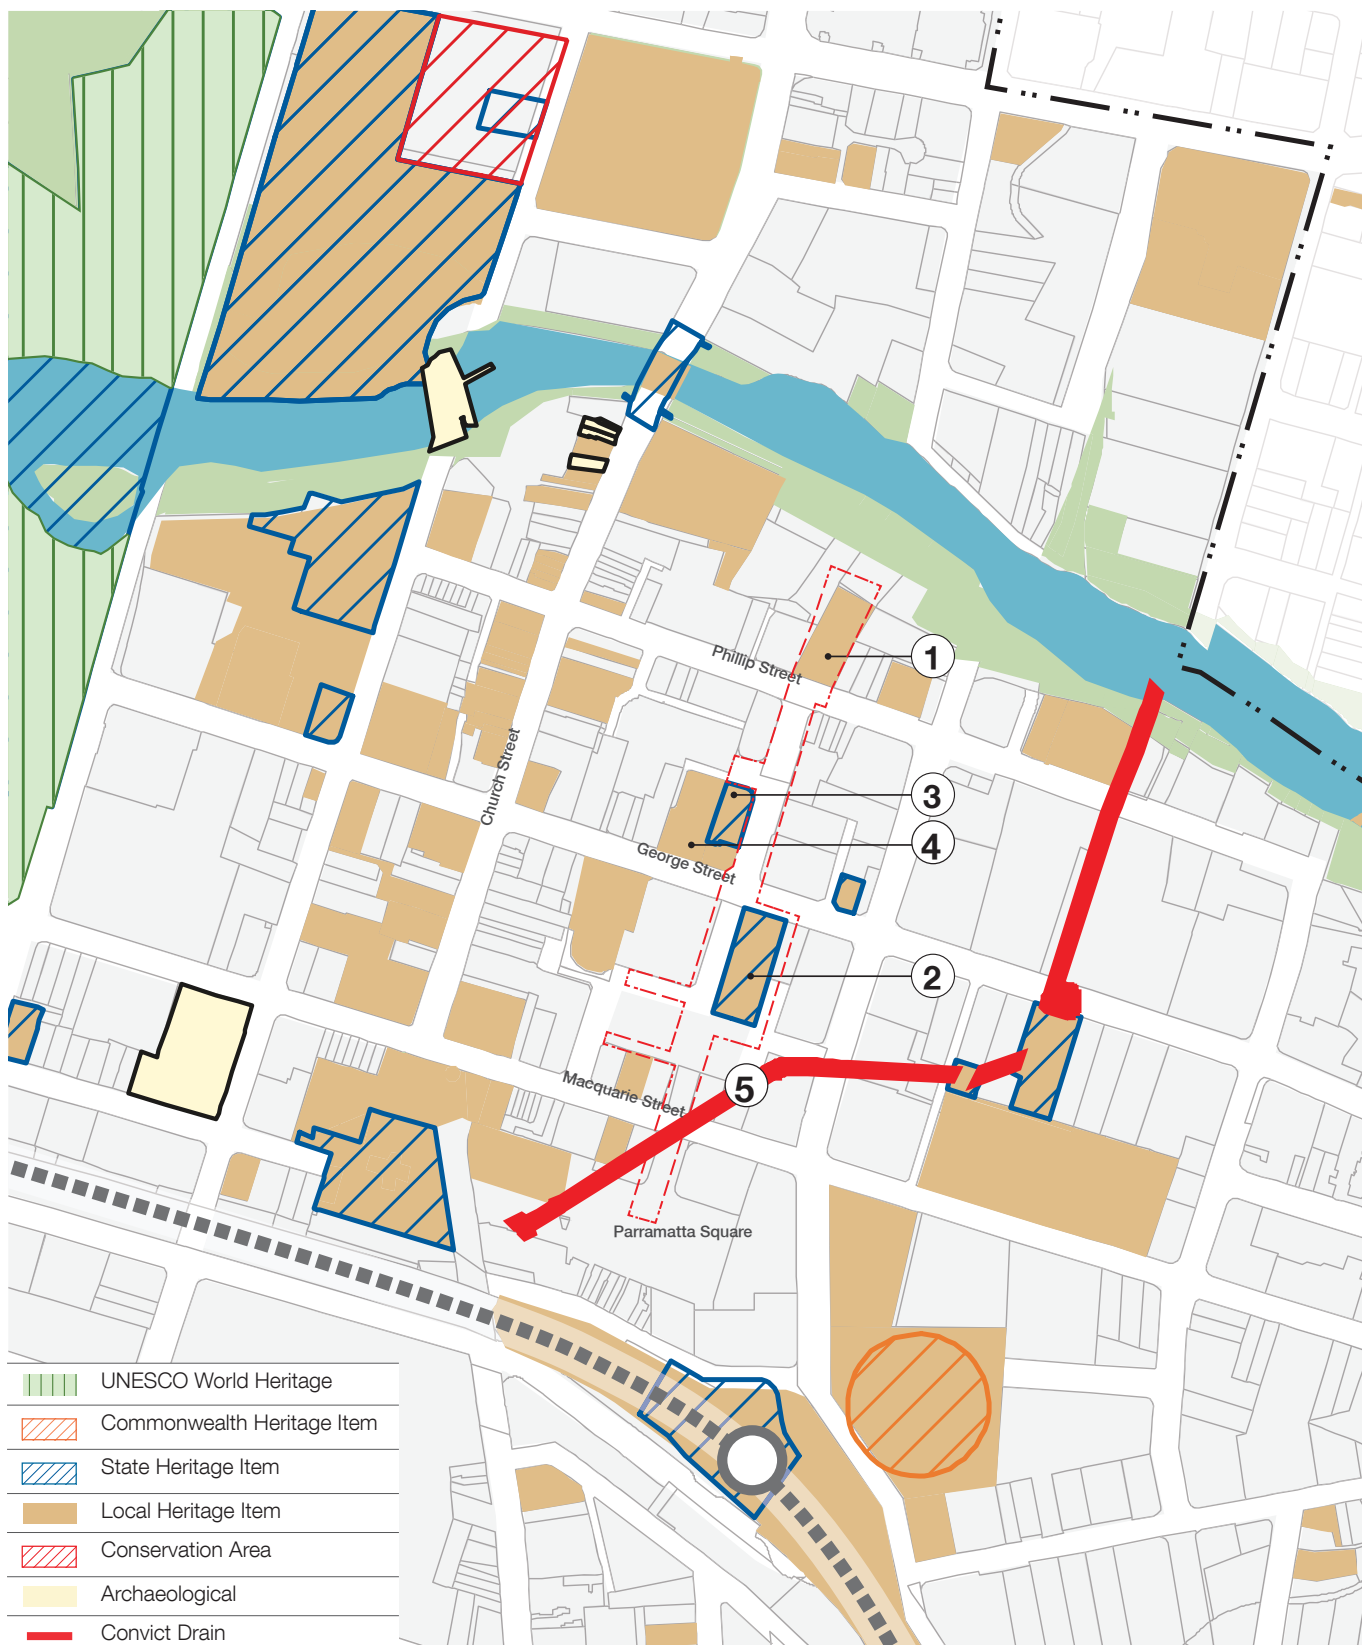 Phillip Street
1
Church Street
3
4
George Street
2
5
Macquarie Street
Parramatta Square
UNESCO World Heritage
Commonwealth Heritage Item
State Heritage Item
Local Heritage Item
Conservation Area
Archaeological
Convict Drain